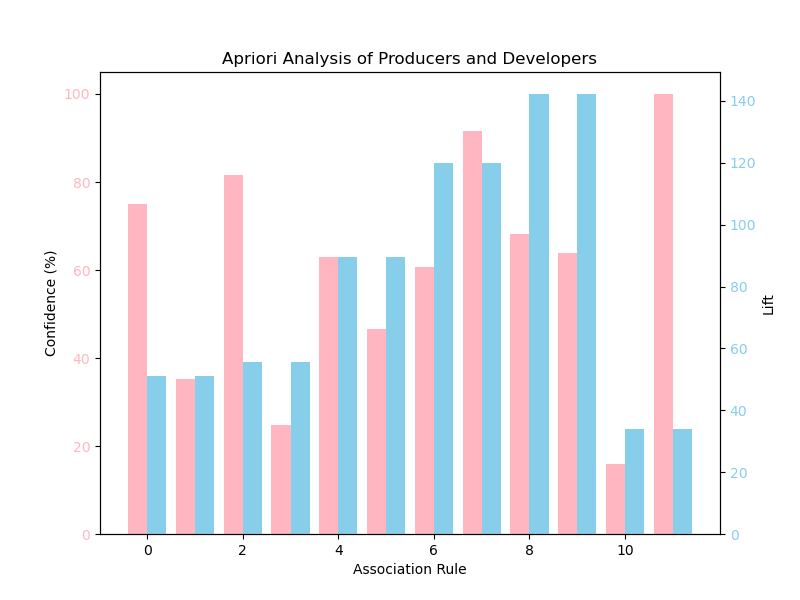 Apriori Analysis of Producers and Developers
100
80
60
40
20
0
Confidence (%)
140
120
100
80
60
40
20
0
Lift
0 2 4 6 8 10
Association Rule